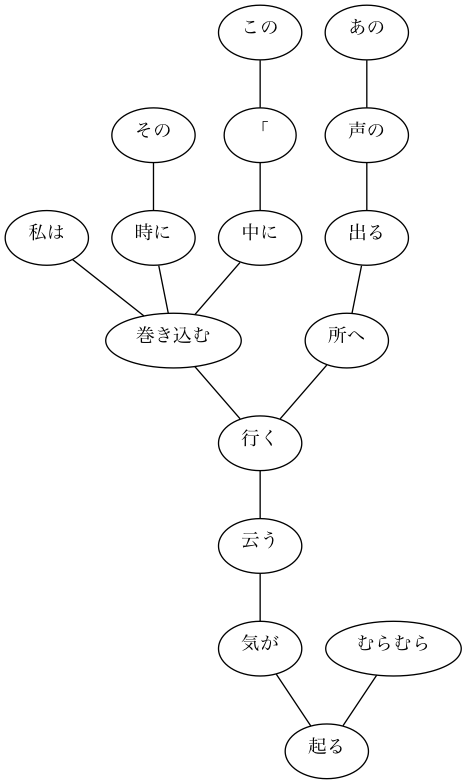 この
あの
その
「
声の
私は
時に
中に
出る
巻き込む
所へ
行く
云う
気が
むらむら
起る